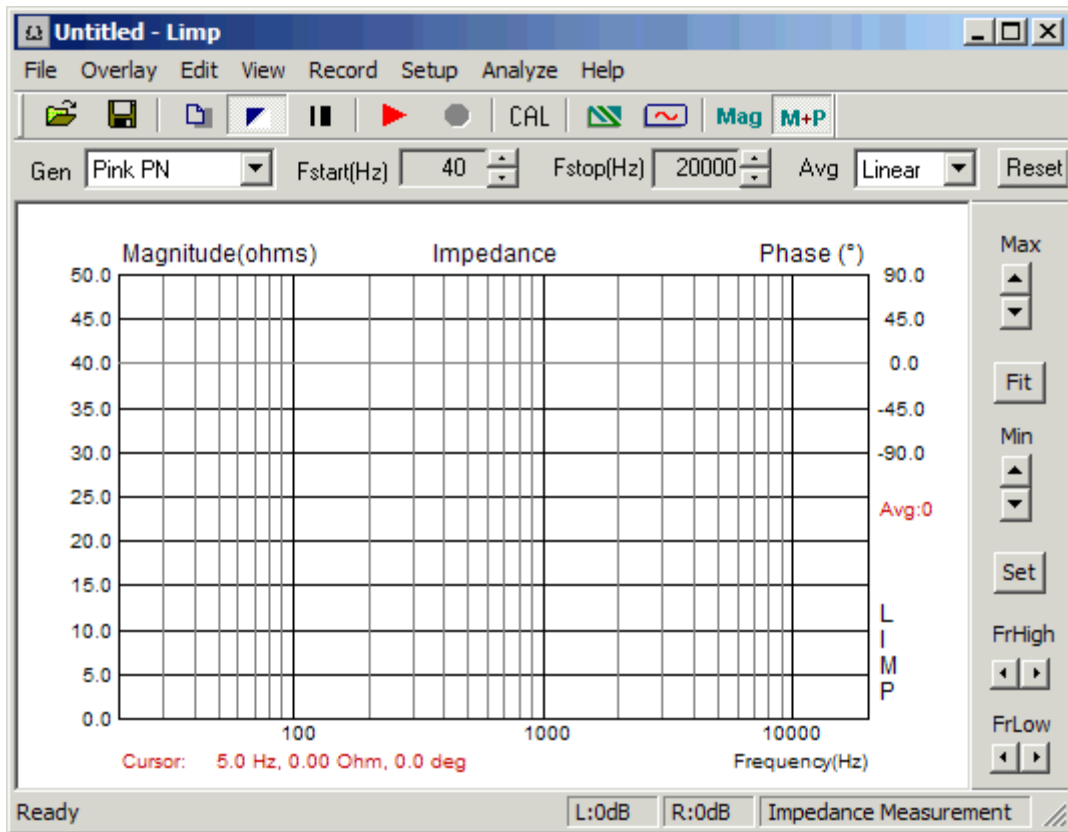 Untitled - Limp
File Overlay Edit View Record Setup Analyze Help
CAL Mag M+P
Gen Pink PN Fstart(Hz) 40 Fstop(Hz) 20000 Avg Linear Reset
Magnitude(ohms) Impedance Phase (°)
50.0 90.0
45.0 45.0
40.0 0.0
35.0 -45.0
30.0 -90.0
25.0
Avg:0
20.0
15.0
10.0
5.0
0.0
L
I
M
P
100 1000 10000
Cursor: 5.0 Hz, 0.00 Ohm, 0.0 deg Frequency(Hz)
Max
Fit
Min
Set
FrHigh
FrLow
Ready L:0dB R:0dB Impedance Measurement